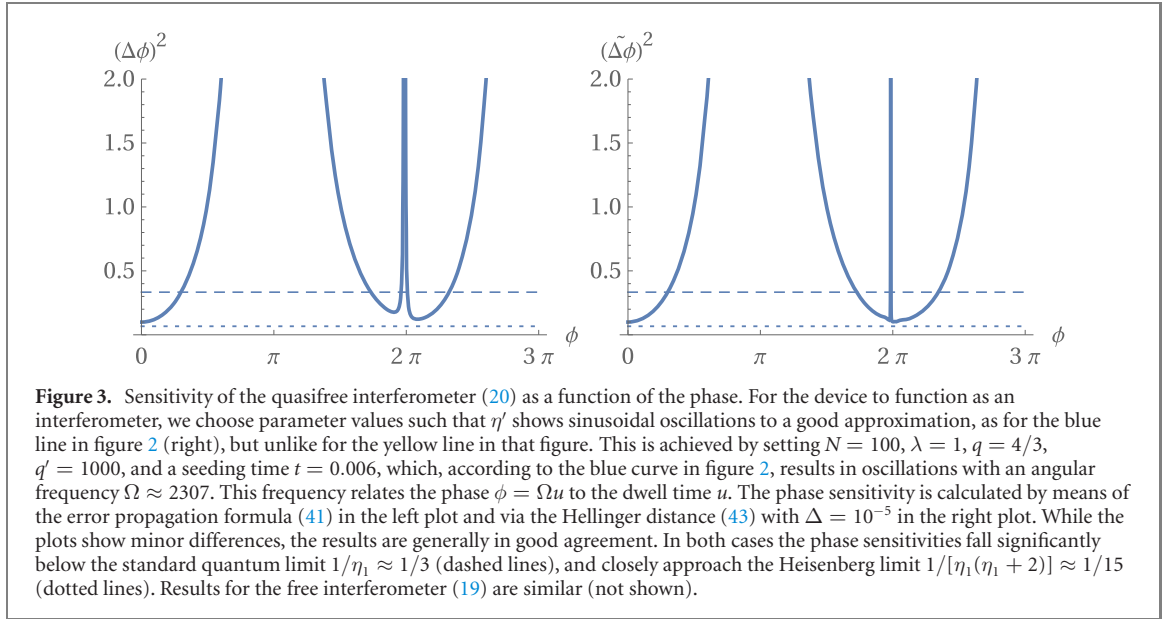 (Δϕ)²
2.0
1.5
1.0
0.5
0
π
2 π
3 π
ϕ
(Δ̃ϕ)²
2.0
1.5
1.0
0.5
0
π
2 π
3 π
ϕ
Figure 3. Sensitivity of the quasifree interferometer (20) as a function of the phase. For the device to function as an
interferometer, we choose parameter values such that η′ shows sinusoidal oscillations to a good approximation, as for the blue
line in figure 2 (right), but unlike for the yellow line in that figure. This is achieved by setting N = 100, λ = 1, q = 4/3,
q′ = 1000, and a seeding time t = 0.006, which, according to the blue curve in figure 2, results in oscillations with an angular
frequency Ω ≈ 2307. This frequency relates the phase ϕ = Ωu to the dwell time u. The phase sensitivity is calculated by means of
the error propagation formula (41) in the left plot and via the Hellinger distance (43) with Δ = 10⁻⁵ in the right plot. While the
plots show minor differences, the results are generally in good agreement. In both cases the phase sensitivities fall significantly
below the standard quantum limit 1/η₁ ≈ 1/3 (dashed lines), and closely approach the Heisenberg limit 1/[η₁(η₁ + 2)] ≈ 1/15
(dotted lines). Results for the free interferometer (19) are similar (not shown).